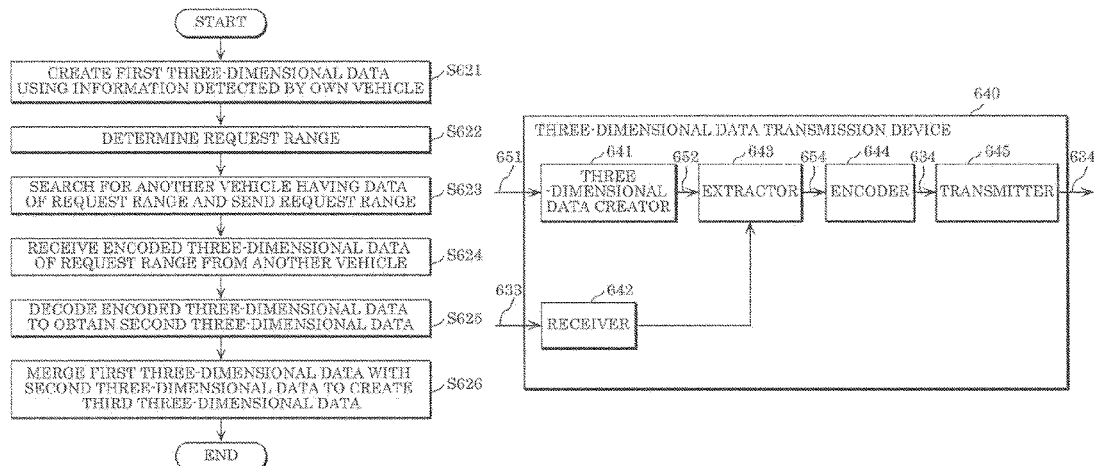 START
CREATE FIRST THREE-DIMENSIONAL DATA
USING INFORMATION DETECTED BY OWN VEHICLE
S621
DETERMINE REQUEST RANGE
S622
SEARCH FOR ANOTHER VEHICLE HAVING DATA
OF REQUEST RANGE AND SEND REQUEST RANGE
S623
RECEIVE ENCODED THREE-DIMENSIONAL DATA
OF REQUEST RANGE FROM ANOTHER VEHICLE
S624
DECODE ENCODED THREE-DIMENSIONAL DATA
TO OBTAIN SECOND THREE-DIMENSIONAL DATA
S625
MERGE FIRST THREE-DIMENSIONAL DATA WITH
SECOND THREE-DIMENSIONAL DATA TO CREATE
THIRD THREE-DIMENSIONAL DATA
S626
END
640
THREE-DIMENSIONAL DATA TRANSMISSION DEVICE
651
641
652
643
654
644
634
645
634
THREE
-DIMENSIONAL
DATA CREATOR
EXTRACTOR
ENCODER
TRANSMITTER
633
642
RECEIVER